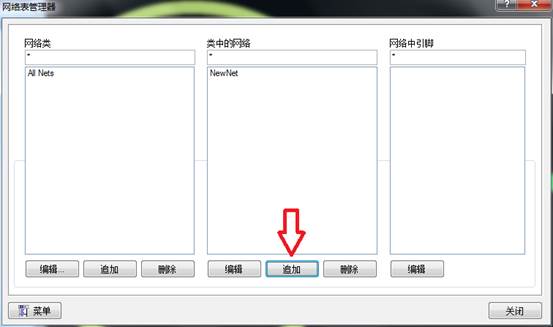 网络表管理器
网络类
*
All Nets
编辑...
追加
删除
类中的网络
*
NewNet
编辑
追加
删除
网络中引脚
*
编辑
菜单
关闭